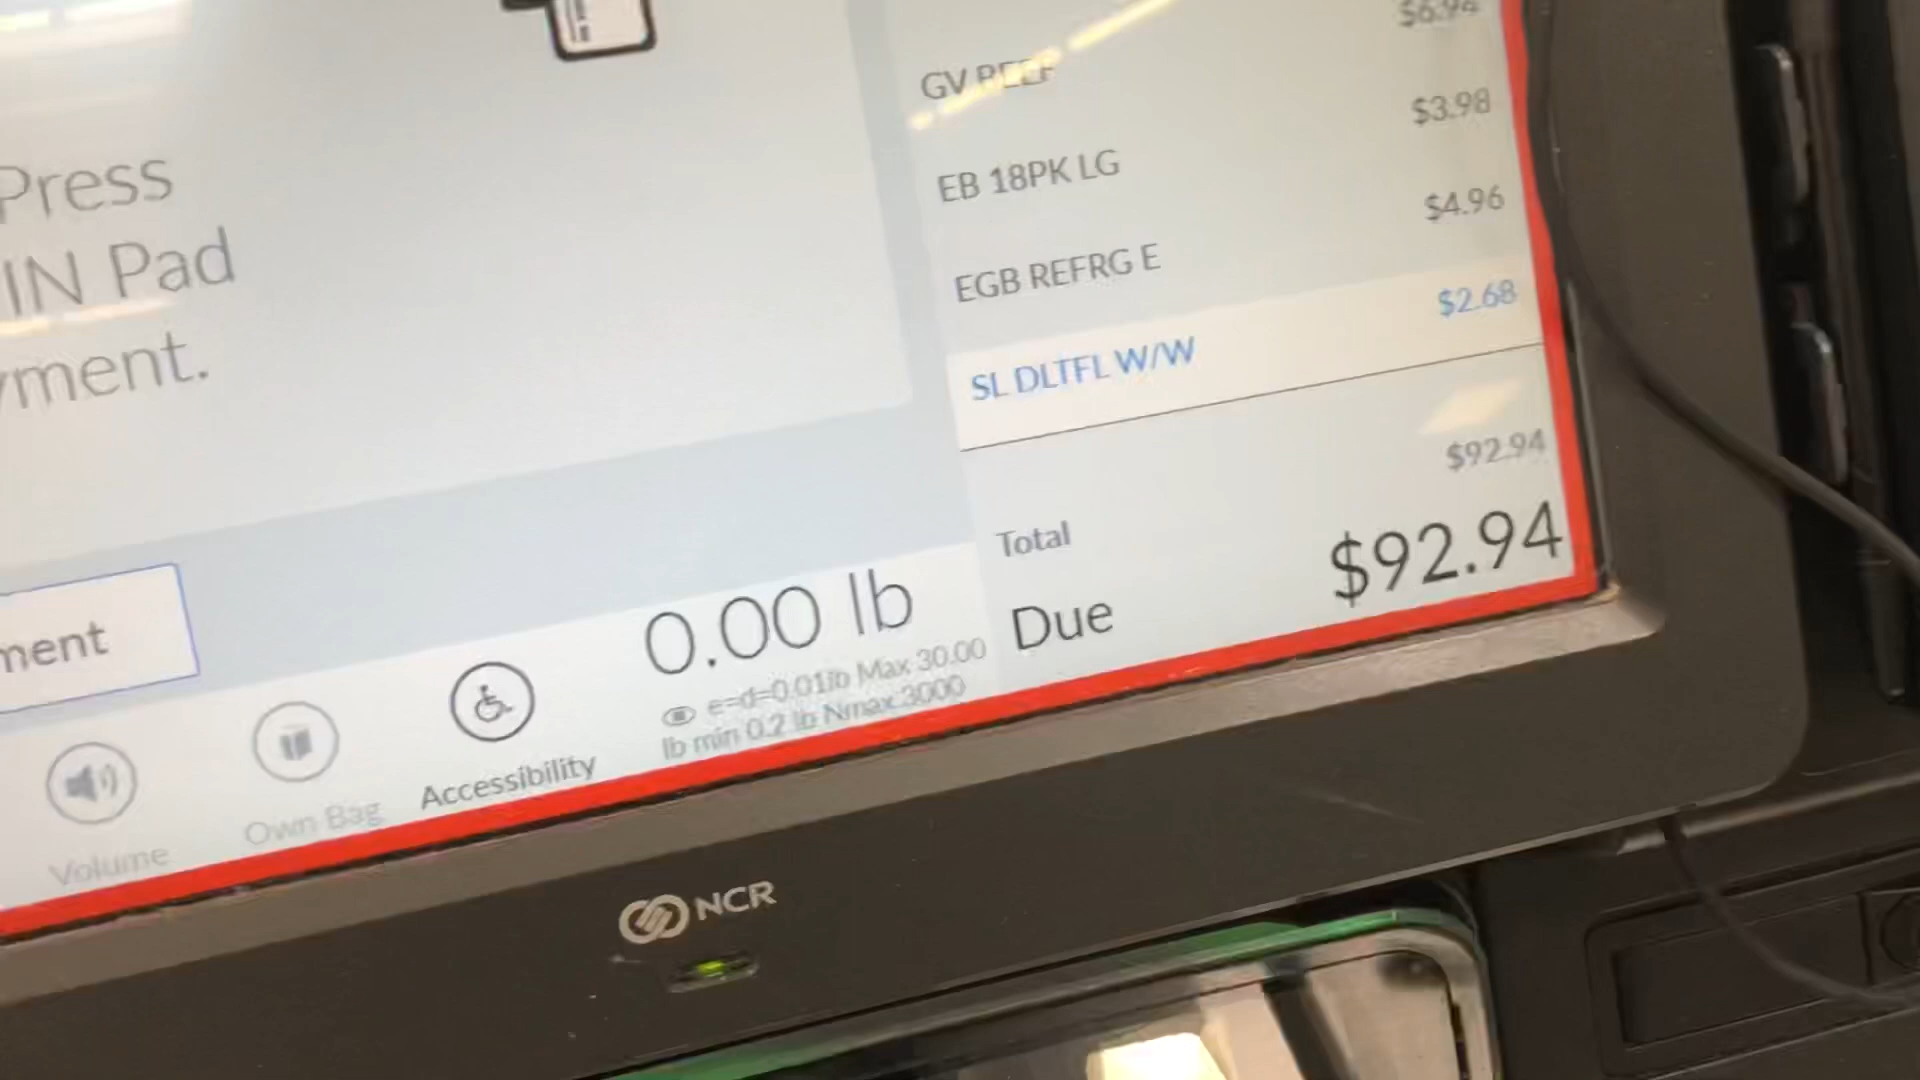 Press
IN Pad
yment.
ment
Volume
Own Bag
Accessibility
0.00 lb
e=d=0.01lb Max 30.00
lb min 0.2 lb Nmax 3000
$6.94
GV BEEF $3.98
EB 18PK LG $4.96
EGB REFRG E $2.68
SL DLTFL W/W
$92.94
Total
Due $92.94
NCR